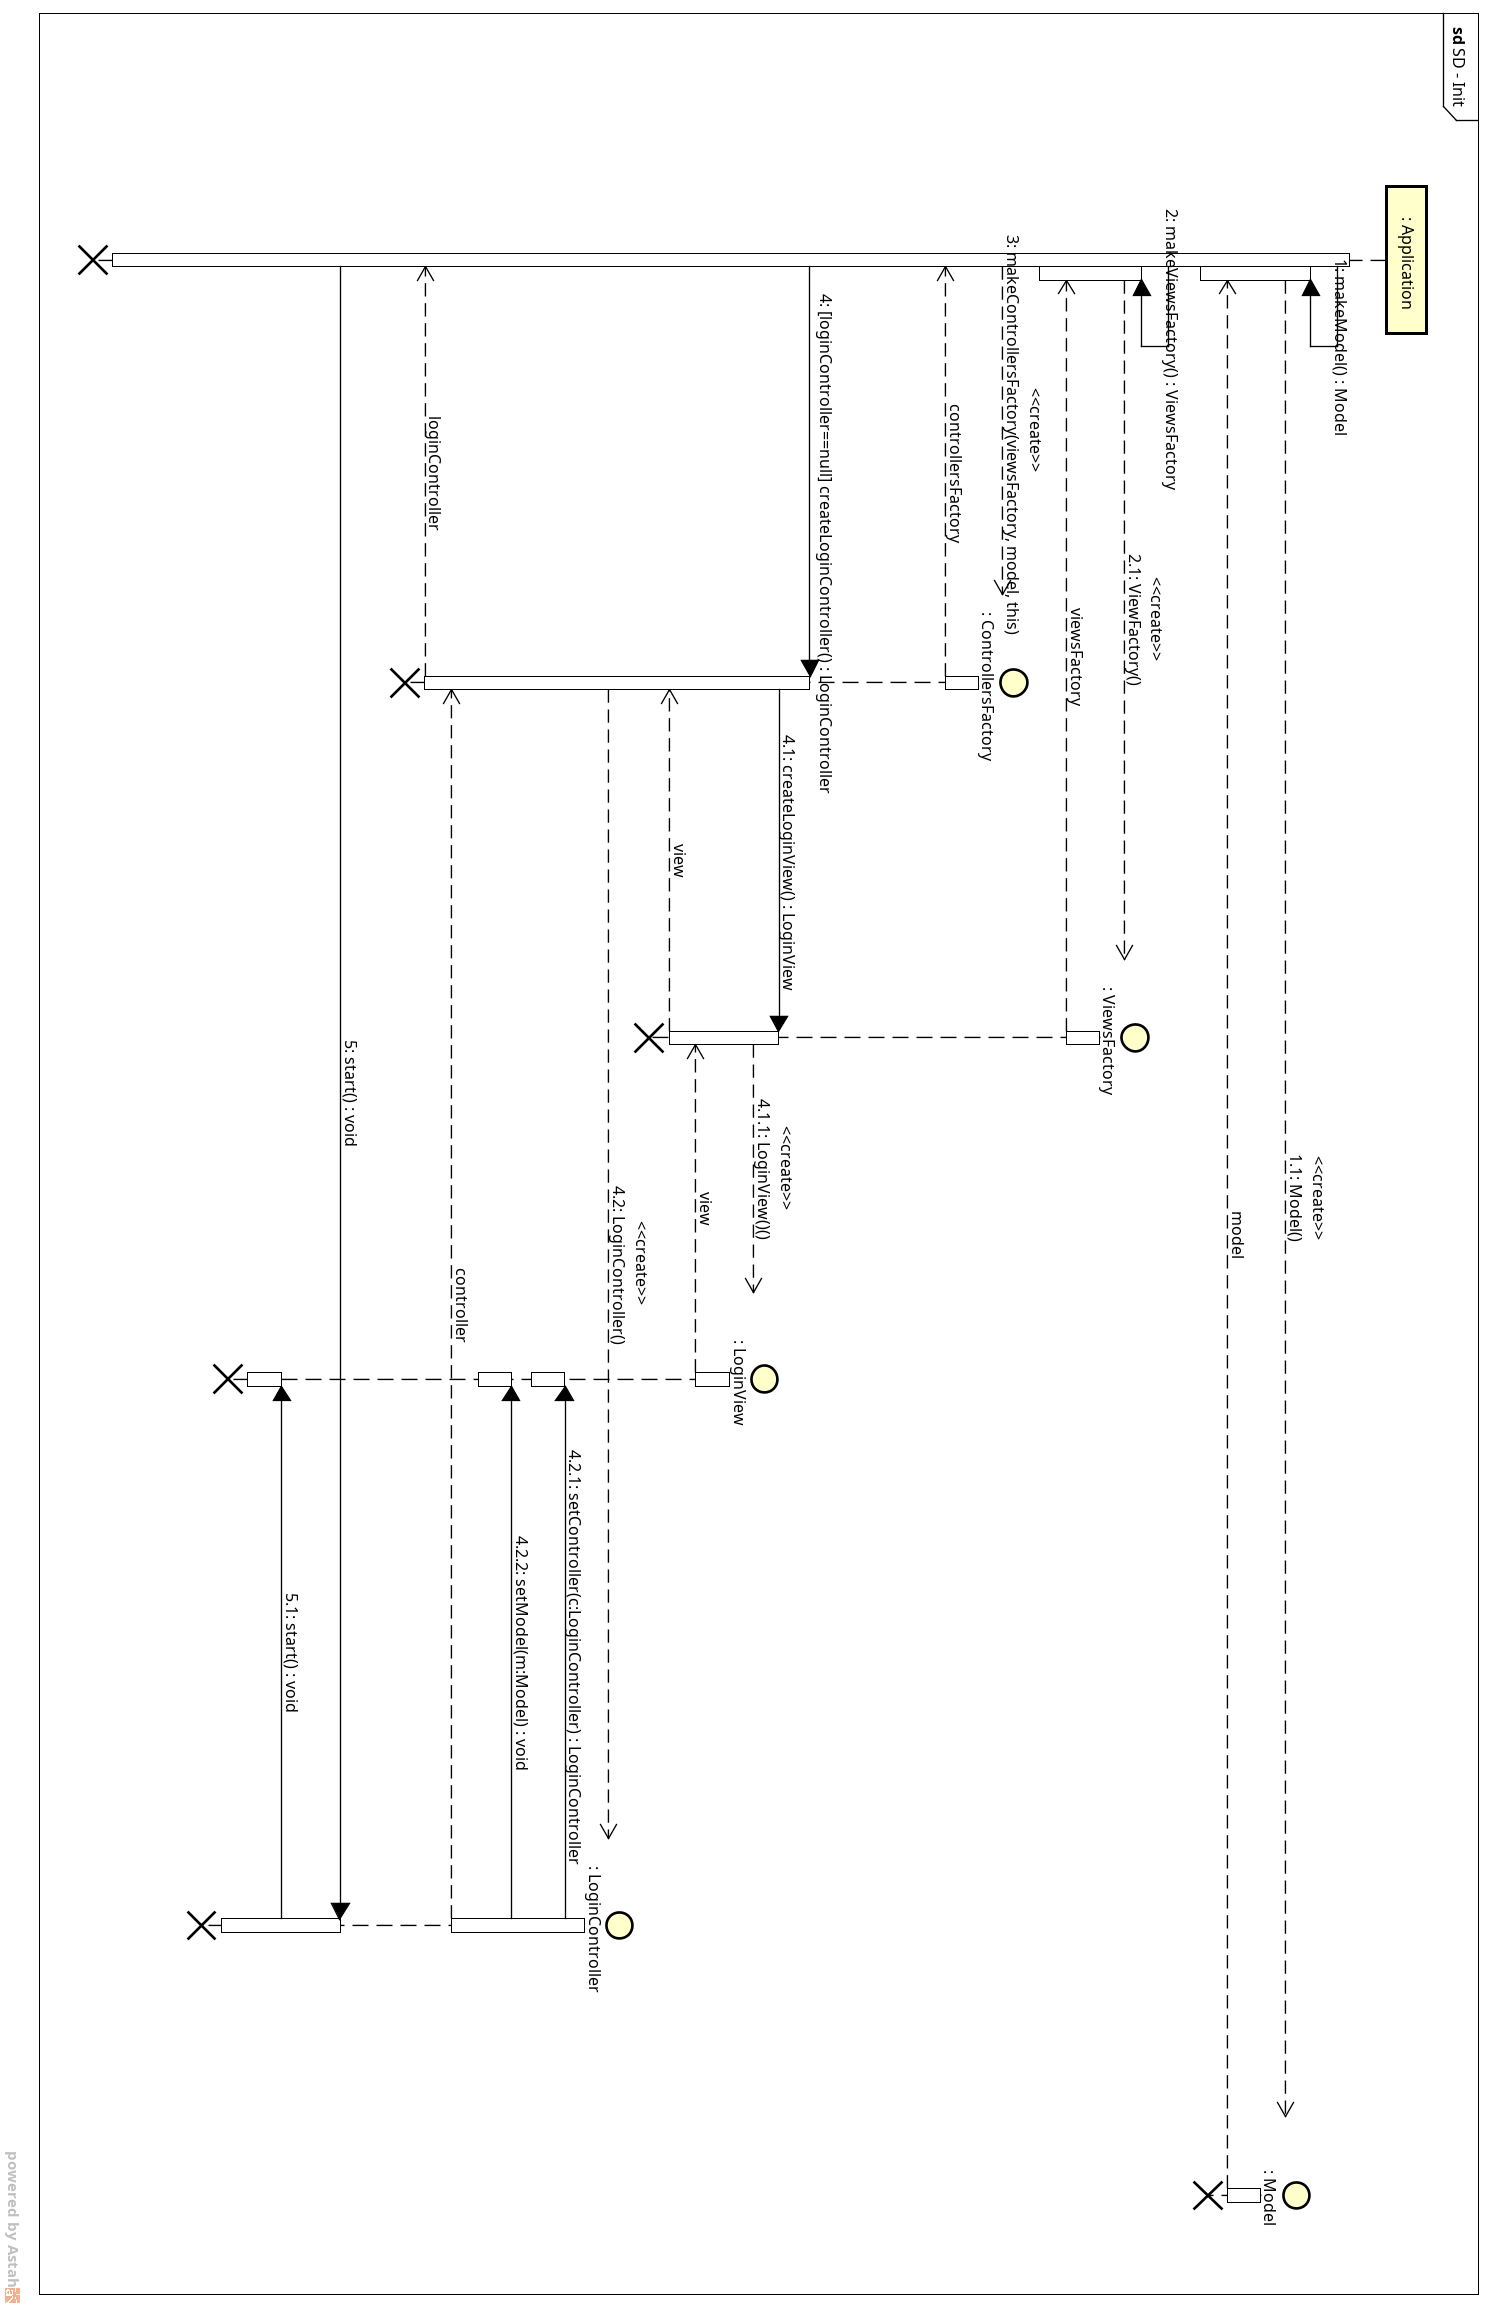 sd SD - Init
: Application
1: makeModel() : Model
<<create>>
1.1: Model()
: Model
model
2: makeViewsFactory() : ViewsFactory
<<create>>
2.1: ViewFactory()
: ViewsFactory
viewsFactory
<<create>>
3: makeControllersFactory(viewsFactory, model, this)
: ControllersFactory
controllersFactory
4: [loginController==null] createLoginController() : LoginController
4.1: createLoginView() : LoginView
<<create>>
4.1.1: LoginView()()
: LoginView
view
view
<<create>>
4.2: LoginController()
: LoginController
4.2.1: setController(c:LoginController) : LoginController
4.2.2: setModel(m:Model) : void
controller
loginController
5: start() : void
5.1: start() : void
powered by Astah